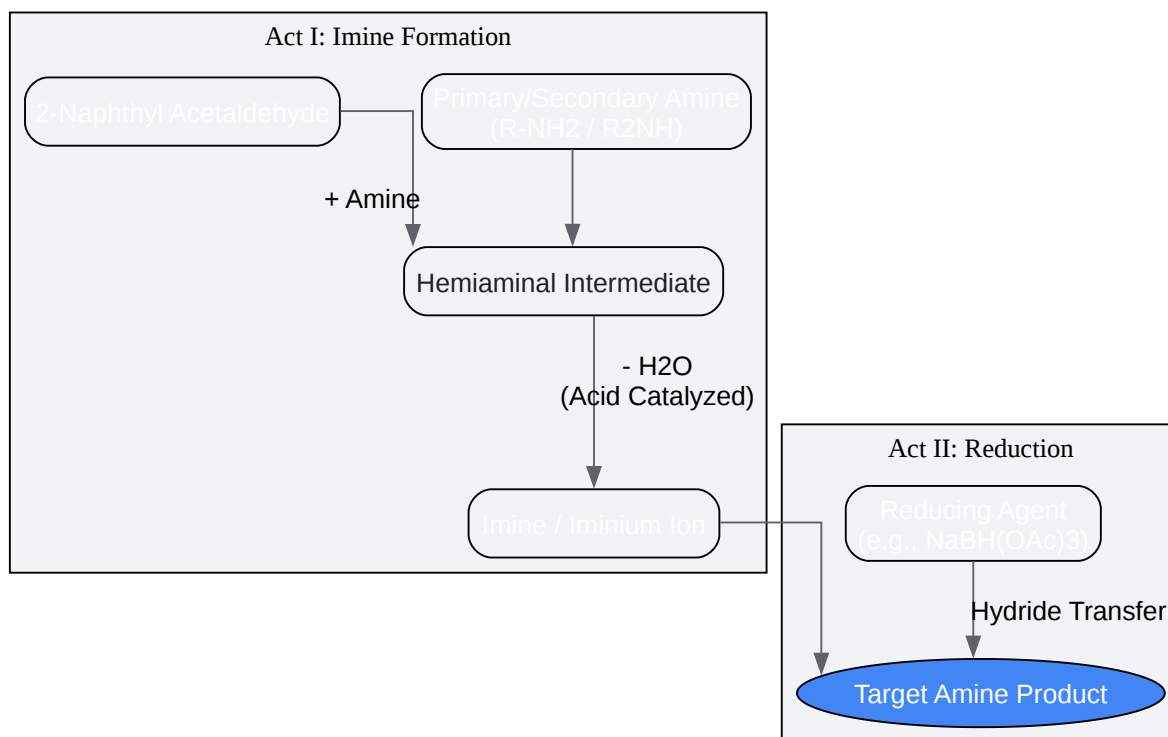 Act I: Imine Formation
2-Naphthyl Acetaldehyde
Primary/Secondary Amine
(R-NH2 / R2NH)
+ Amine
Hemiaminal Intermediate
- H2O
(Acid Catalyzed)
Imine / Iminium Ion
Act II: Reduction
Reducing Agent
(e.g., NaBH(OAc)3)
Hydride Transfer
Target Amine Product